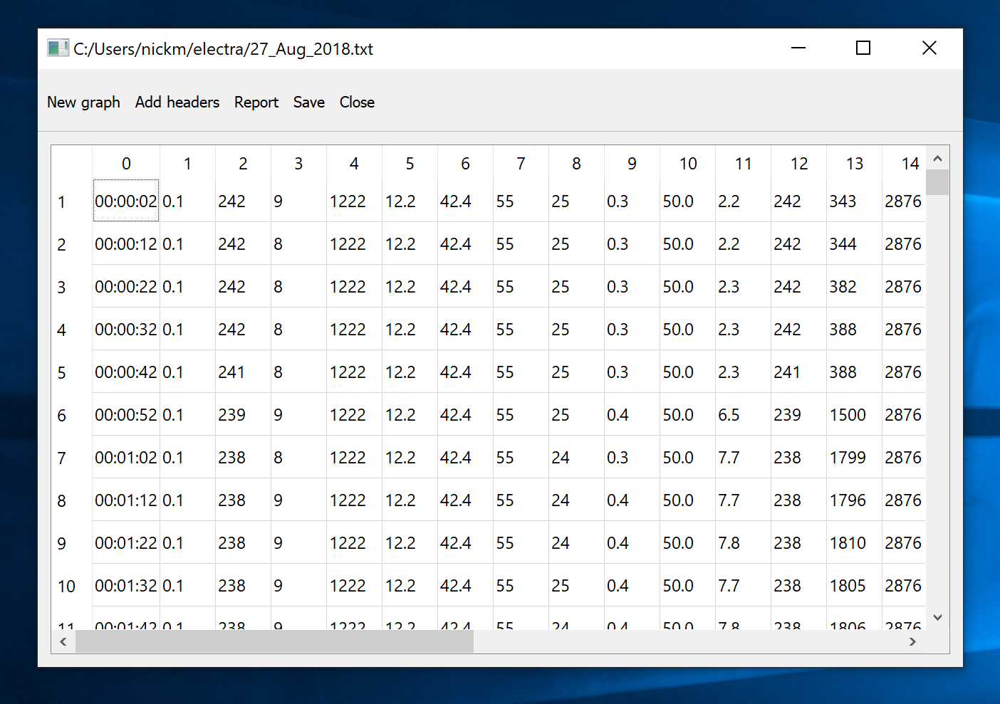 C:/Users/nickm/electra/27_Aug_2018.txt
New graph Add headers Report Save Close
0 1 2 3 4 5 6 7 8 9 10 11 12 13 14
1 00:00:02 0.1 242 9 1222 12.2 42.4 55 25 0.3 50.0 2.2 242 343 2876
2 00:00:12 0.1 242 8 1222 12.2 42.4 55 25 0.3 50.0 2.2 242 344 2876
3 00:00:22 0.1 242 8 1222 12.2 42.4 55 25 0.3 50.0 2.3 242 382 2876
4 00:00:32 0.1 242 8 1222 12.2 42.4 55 25 0.3 50.0 2.3 242 388 2876
5 00:00:42 0.1 241 8 1222 12.2 42.4 55 25 0.3 50.0 2.3 241 388 2876
6 00:00:52 0.1 239 9 1222 12.2 42.4 55 25 0.4 50.0 6.5 239 1500 2876
7 00:01:02 0.1 238 8 1222 12.2 42.4 55 24 0.3 50.0 7.7 238 1799 2876
8 00:01:12 0.1 238 9 1222 12.2 42.4 55 24 0.4 50.0 7.7 238 1796 2876
9 00:01:22 0.1 238 9 1222 12.2 42.4 55 24 0.4 50.0 7.8 238 1810 2876
10 00:01:32 0.1 238 9 1222 12.2 42.4 55 25 0.4 50.0 7.7 238 1805 2876
11 00:01:42 0.1 238 9 1222 12.2 42.4 55 24 0.4 50.0 7.8 238 1806 2876